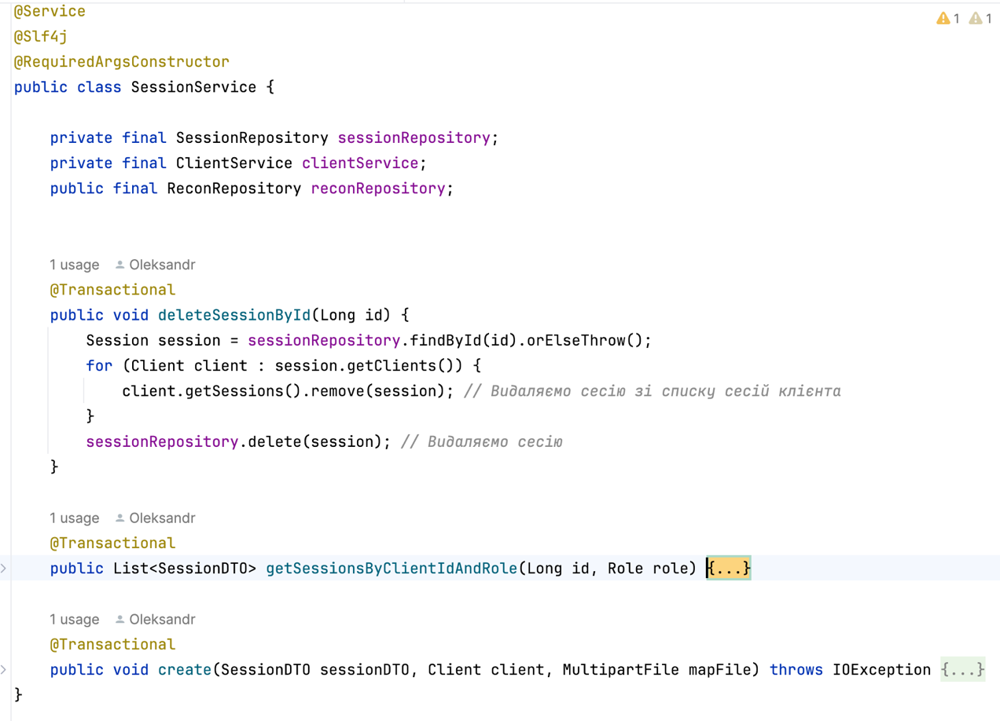 @Service
1 1
@Slf4j
@RequiredArgsConstructor
public class SessionService {
private final SessionRepository sessionRepository;
private final ClientService clientService;
public final ReconRepository reconRepository;
1 usage Oleksandr
@Transactional
public void deleteSessionById(Long id) {
Session session = sessionRepository.findById(id).orElseThrow();
for (Client client : session.getClients()) {
client.getSessions().remove(session); // Видаляємо сесію зі списку сесій клієнта
}
sessionRepository.delete(session); // Видаляємо сесію
}
1 usage Oleksandr
@Transactional
public List<SessionDTO> getSessionsByClientIdAndRole(Long id, Role role) {...}
1 usage Oleksandr
@Transactional
public void create(SessionDTO sessionDTO, Client client, MultipartFile mapFile) throws IOException {...}
}